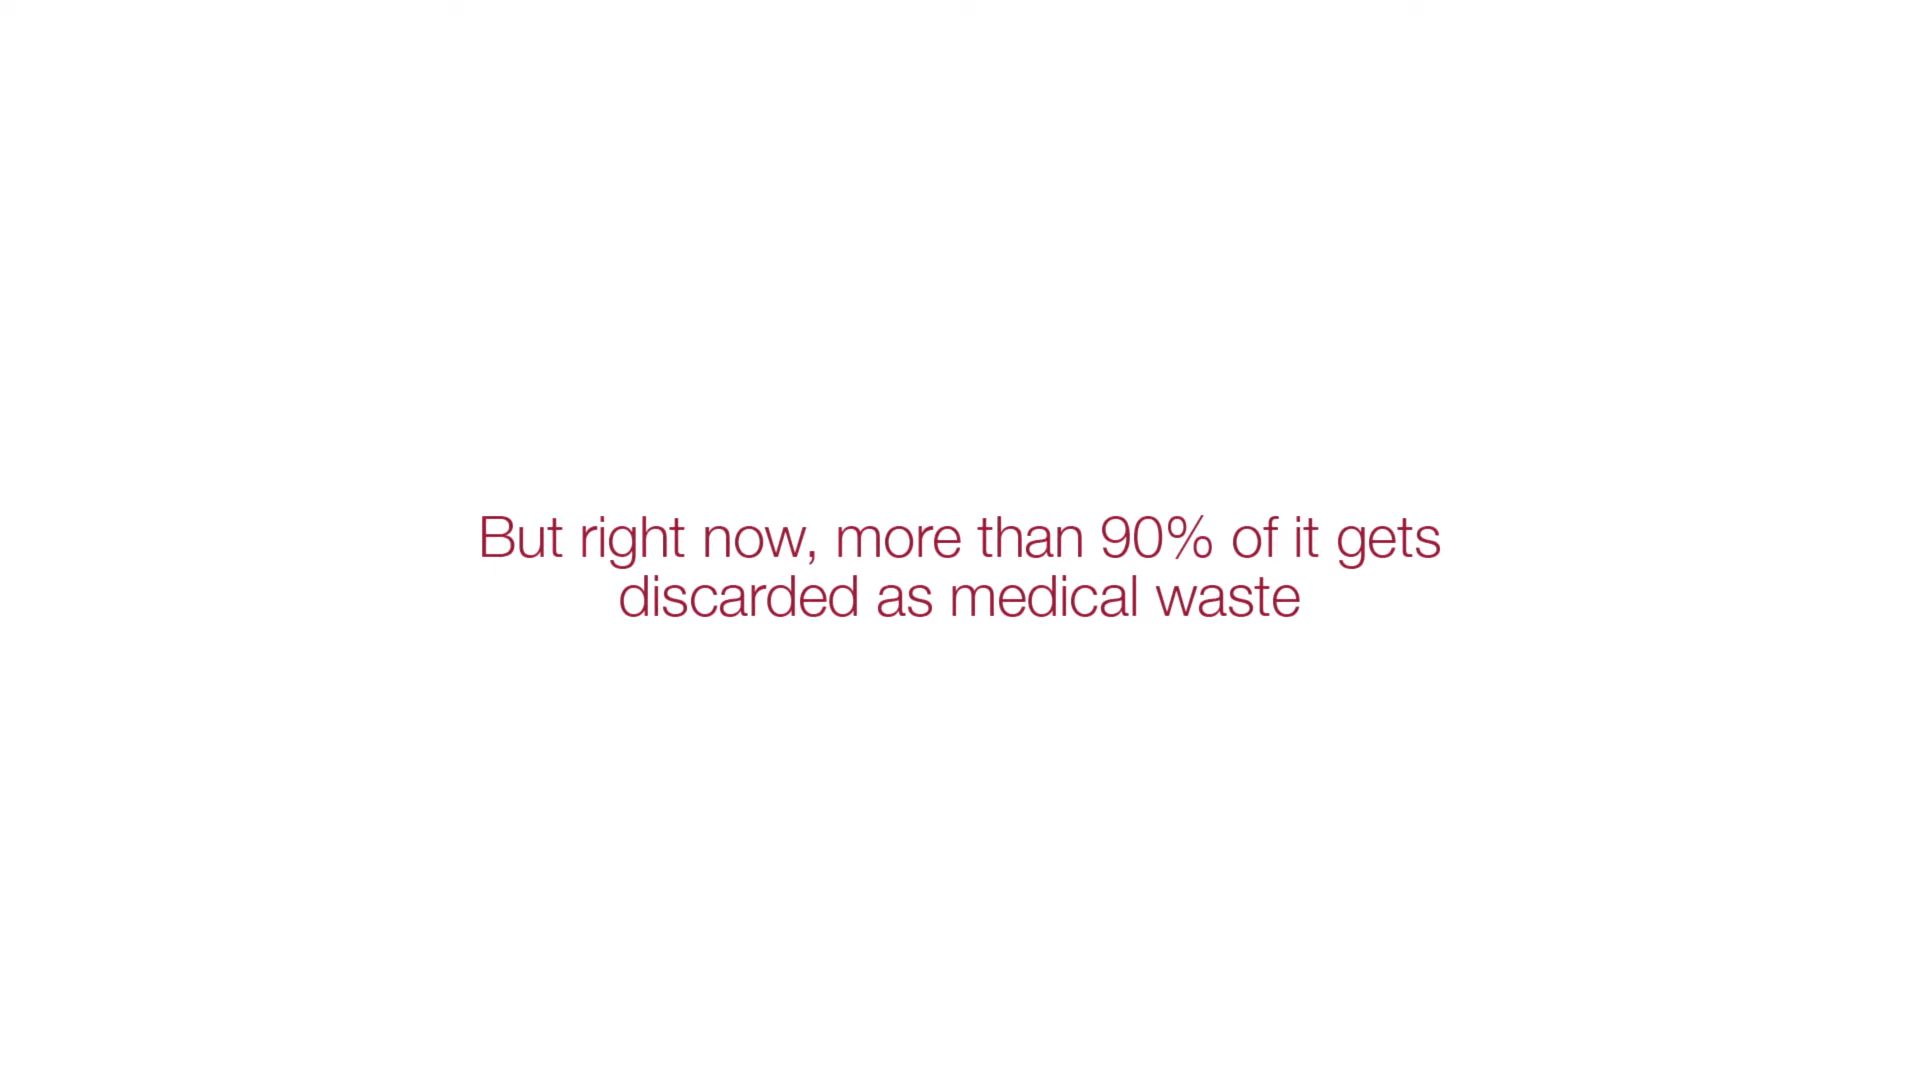 But right now, more than 90% of it gets
discarded as medical waste